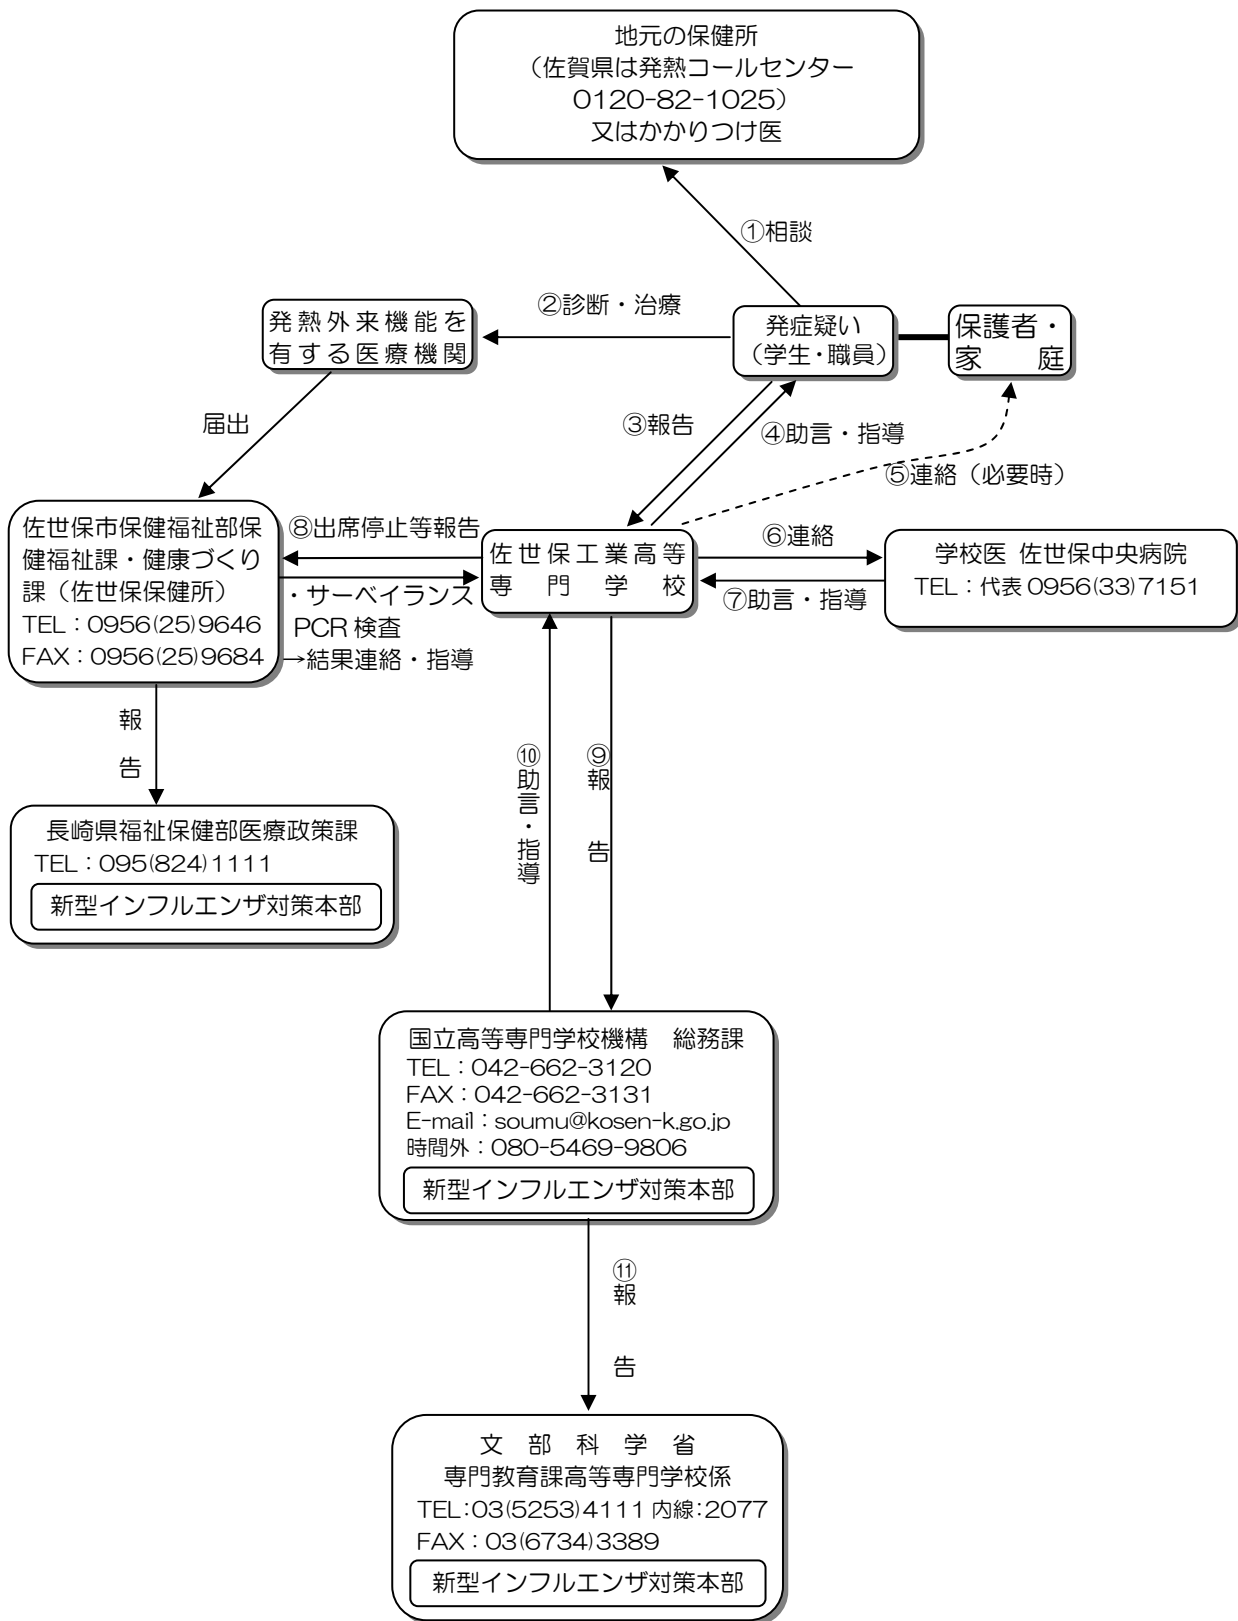 地元の保健所
（佐賀県は発熱コールセンター
0120-82-1025）
又はかかりつけ医
①相談
②診断・治療
発熱外来機能を
有する医療機関
発症疑い
（学生・職員）
保護者・
家　　庭
届出
③報告
④助言・指導
⑤連絡（必要時）
佐世保市保健福祉部保
健福祉課・健康づくり
課（佐世保保健所）
TEL：0956(25)9646
FAX：0956(25)9684
⑧出席停止等報告
・サーベイランス
PCR 検査
→結果連絡・指導
佐世保工業高等
専　門　学　校
⑥連絡
⑦助言・指導
学校医 佐世保中央病院
TEL：代表 0956(33)7151
報　告
長崎県福祉保健部医療政策課
TEL：095(824)1111
新型インフルエンザ対策本部
⑩助言・指導
⑨報　告
国立高等専門学校機構　総務課
TEL：042-662-3120
FAX：042-662-3131
E-mail：soumu@kosen-k.go.jp
時間外：080-5469-9806
新型インフルエンザ対策本部
⑪報　告
文　部　科　学　省
専門教育課高等専門学校係
TEL:03(5253)4111 内線:2077
FAX：03(6734)3389
新型インフルエンザ対策本部